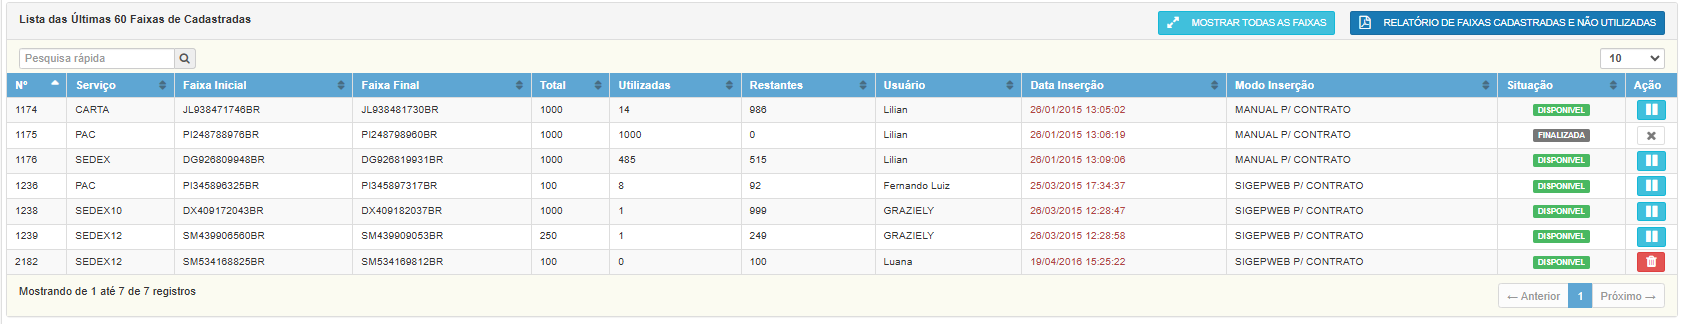 Lista das Últimas 60 Faixas de Cadastradas
MOSTRAR TODAS AS FAIXAS
RELATÓRIO DE FAIXAS CADASTRADAS E NÃO UTILIZADAS
Pesquisa rápida
10
Nº Serviço Faixa Inicial Faixa Final Total Utilizadas Restantes Usuário Data Inserção Modo Inserção Situação Ação
1174 CARTA JL938471746BR JL938481730BR 1000 14 986 Lilian 26/01/2015 13:05:02 MANUAL P/ CONTRATO DISPONIVEL
1175 PAC PI248788976BR PI248798960BR 1000 1000 0 Lilian 26/01/2015 13:06:19 MANUAL P/ CONTRATO FINALIZADA
1176 SEDEX DG926809948BR DG926819931BR 1000 485 515 Lilian 26/01/2015 13:09:06 MANUAL P/ CONTRATO DISPONIVEL
1236 PAC PI345896325BR PI345897317BR 100 8 92 Fernando Luiz 25/03/2015 17:34:37 SIGEPWEB P/ CONTRATO DISPONIVEL
1238 SEDEX10 DX409172043BR DX409182037BR 1000 1 999 GRAZIELY 26/03/2015 12:28:47 SIGEPWEB P/ CONTRATO DISPONIVEL
1239 SEDEX12 SM439906560BR SM439909053BR 250 1 249 GRAZIELY 26/03/2015 12:28:58 SIGEPWEB P/ CONTRATO DISPONIVEL
2182 SEDEX12 SM534168825BR SM534169812BR 100 0 100 Luana 19/04/2016 15:25:22 SIGEPWEB P/ CONTRATO DISPONIVEL
Mostrando de 1 até 7 de 7 registros
← Anterior 1 Próximo →